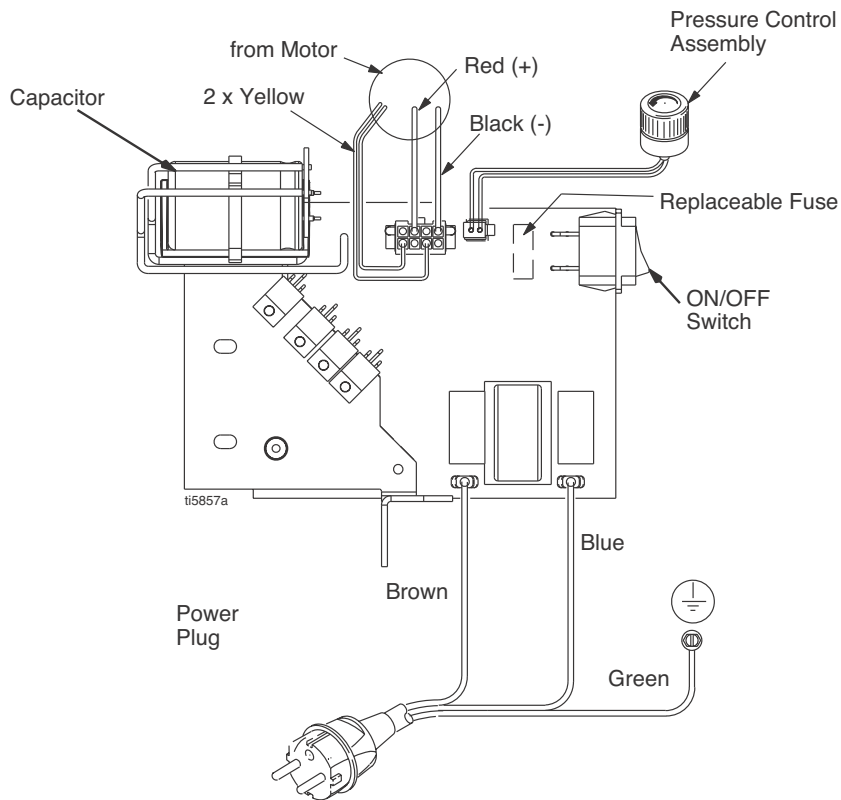 Pressure Control
Assembly
from Motor
Red (+)
2 x Yellow
Capacitor
Black (-)
Replaceable Fuse
ON/OFF
Switch
ti5857a
Blue
Brown
Power
Plug
Green